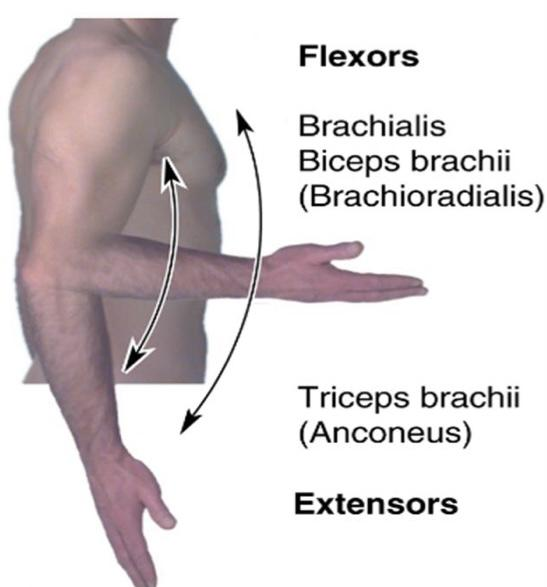 Flexors
Brachialis
Biceps brachii
(Brachioradialis)
Triceps brachii
(Anconeus)
Extensors